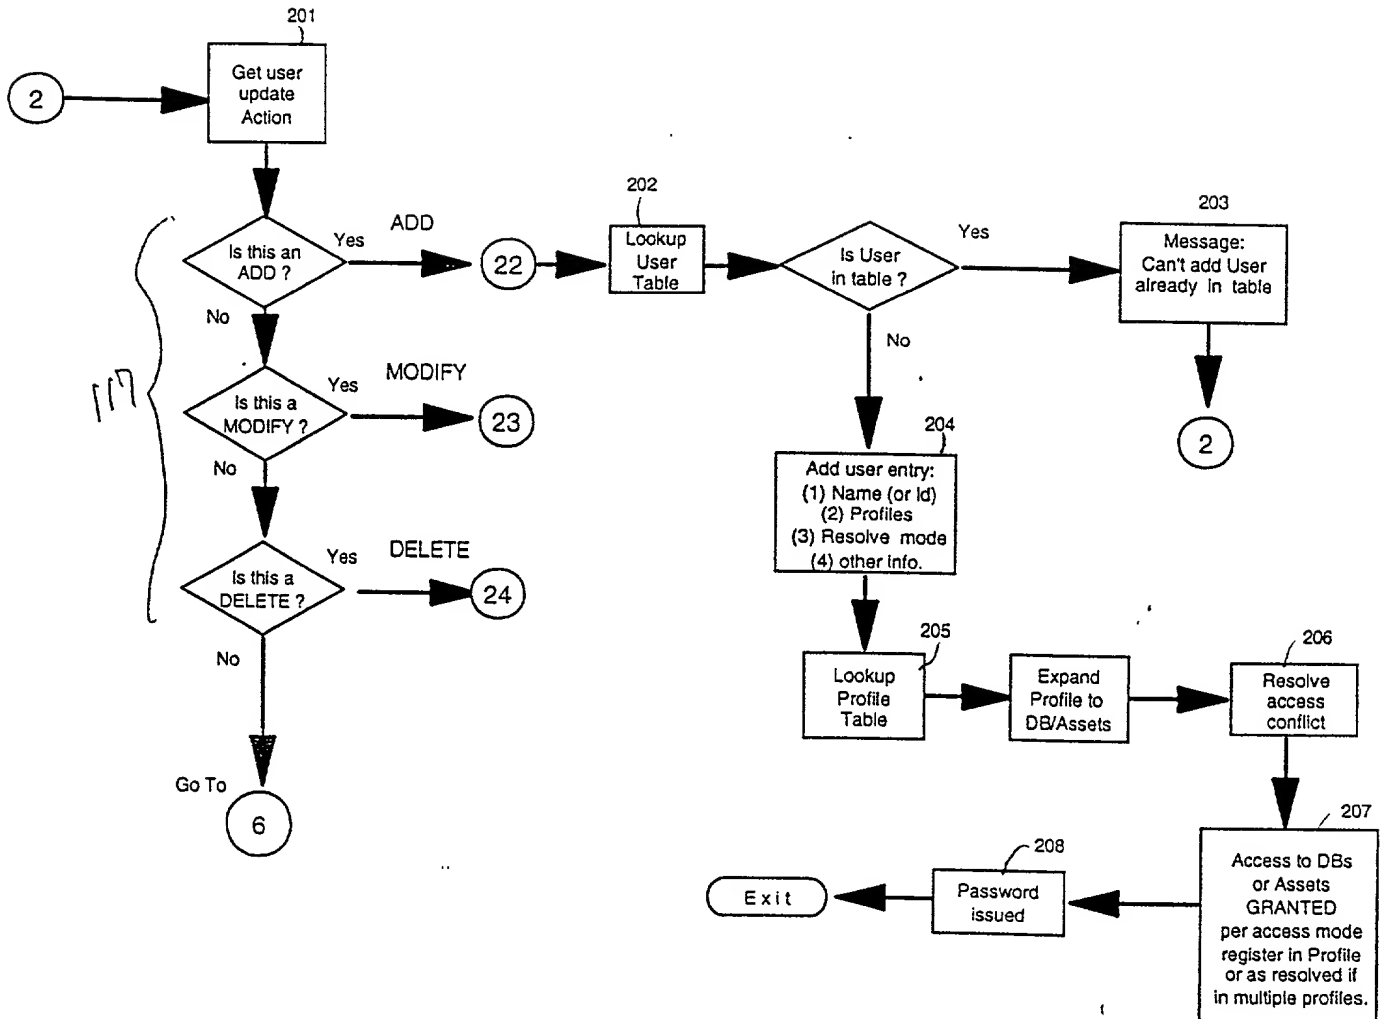 201
Get user
update
Action
2
Is this an
ADD ?
Yes
ADD
22
202
Lookup
User
Table
Is User
in table ?
Yes
203
Message:
Can't add User
already in table
2
No
No
Is this a
MODIFY ?
Yes
MODIFY
23
No
117
Is this a
DELETE ?
Yes
DELETE
24
No
Go To
6
204
Add user entry:
(1) Name (or Id)
(2) Profiles
(3) Resolve mode
(4) other info.
205
Lookup
Profile
Table
Expand
Profile to
DB/Assets
206
Resolve
access
conflict
207
Access to DBs
or Assets
GRANTED
per access mode
register in Profile
or as resolved if
in multiple profiles.
208
Password
issued
Exit